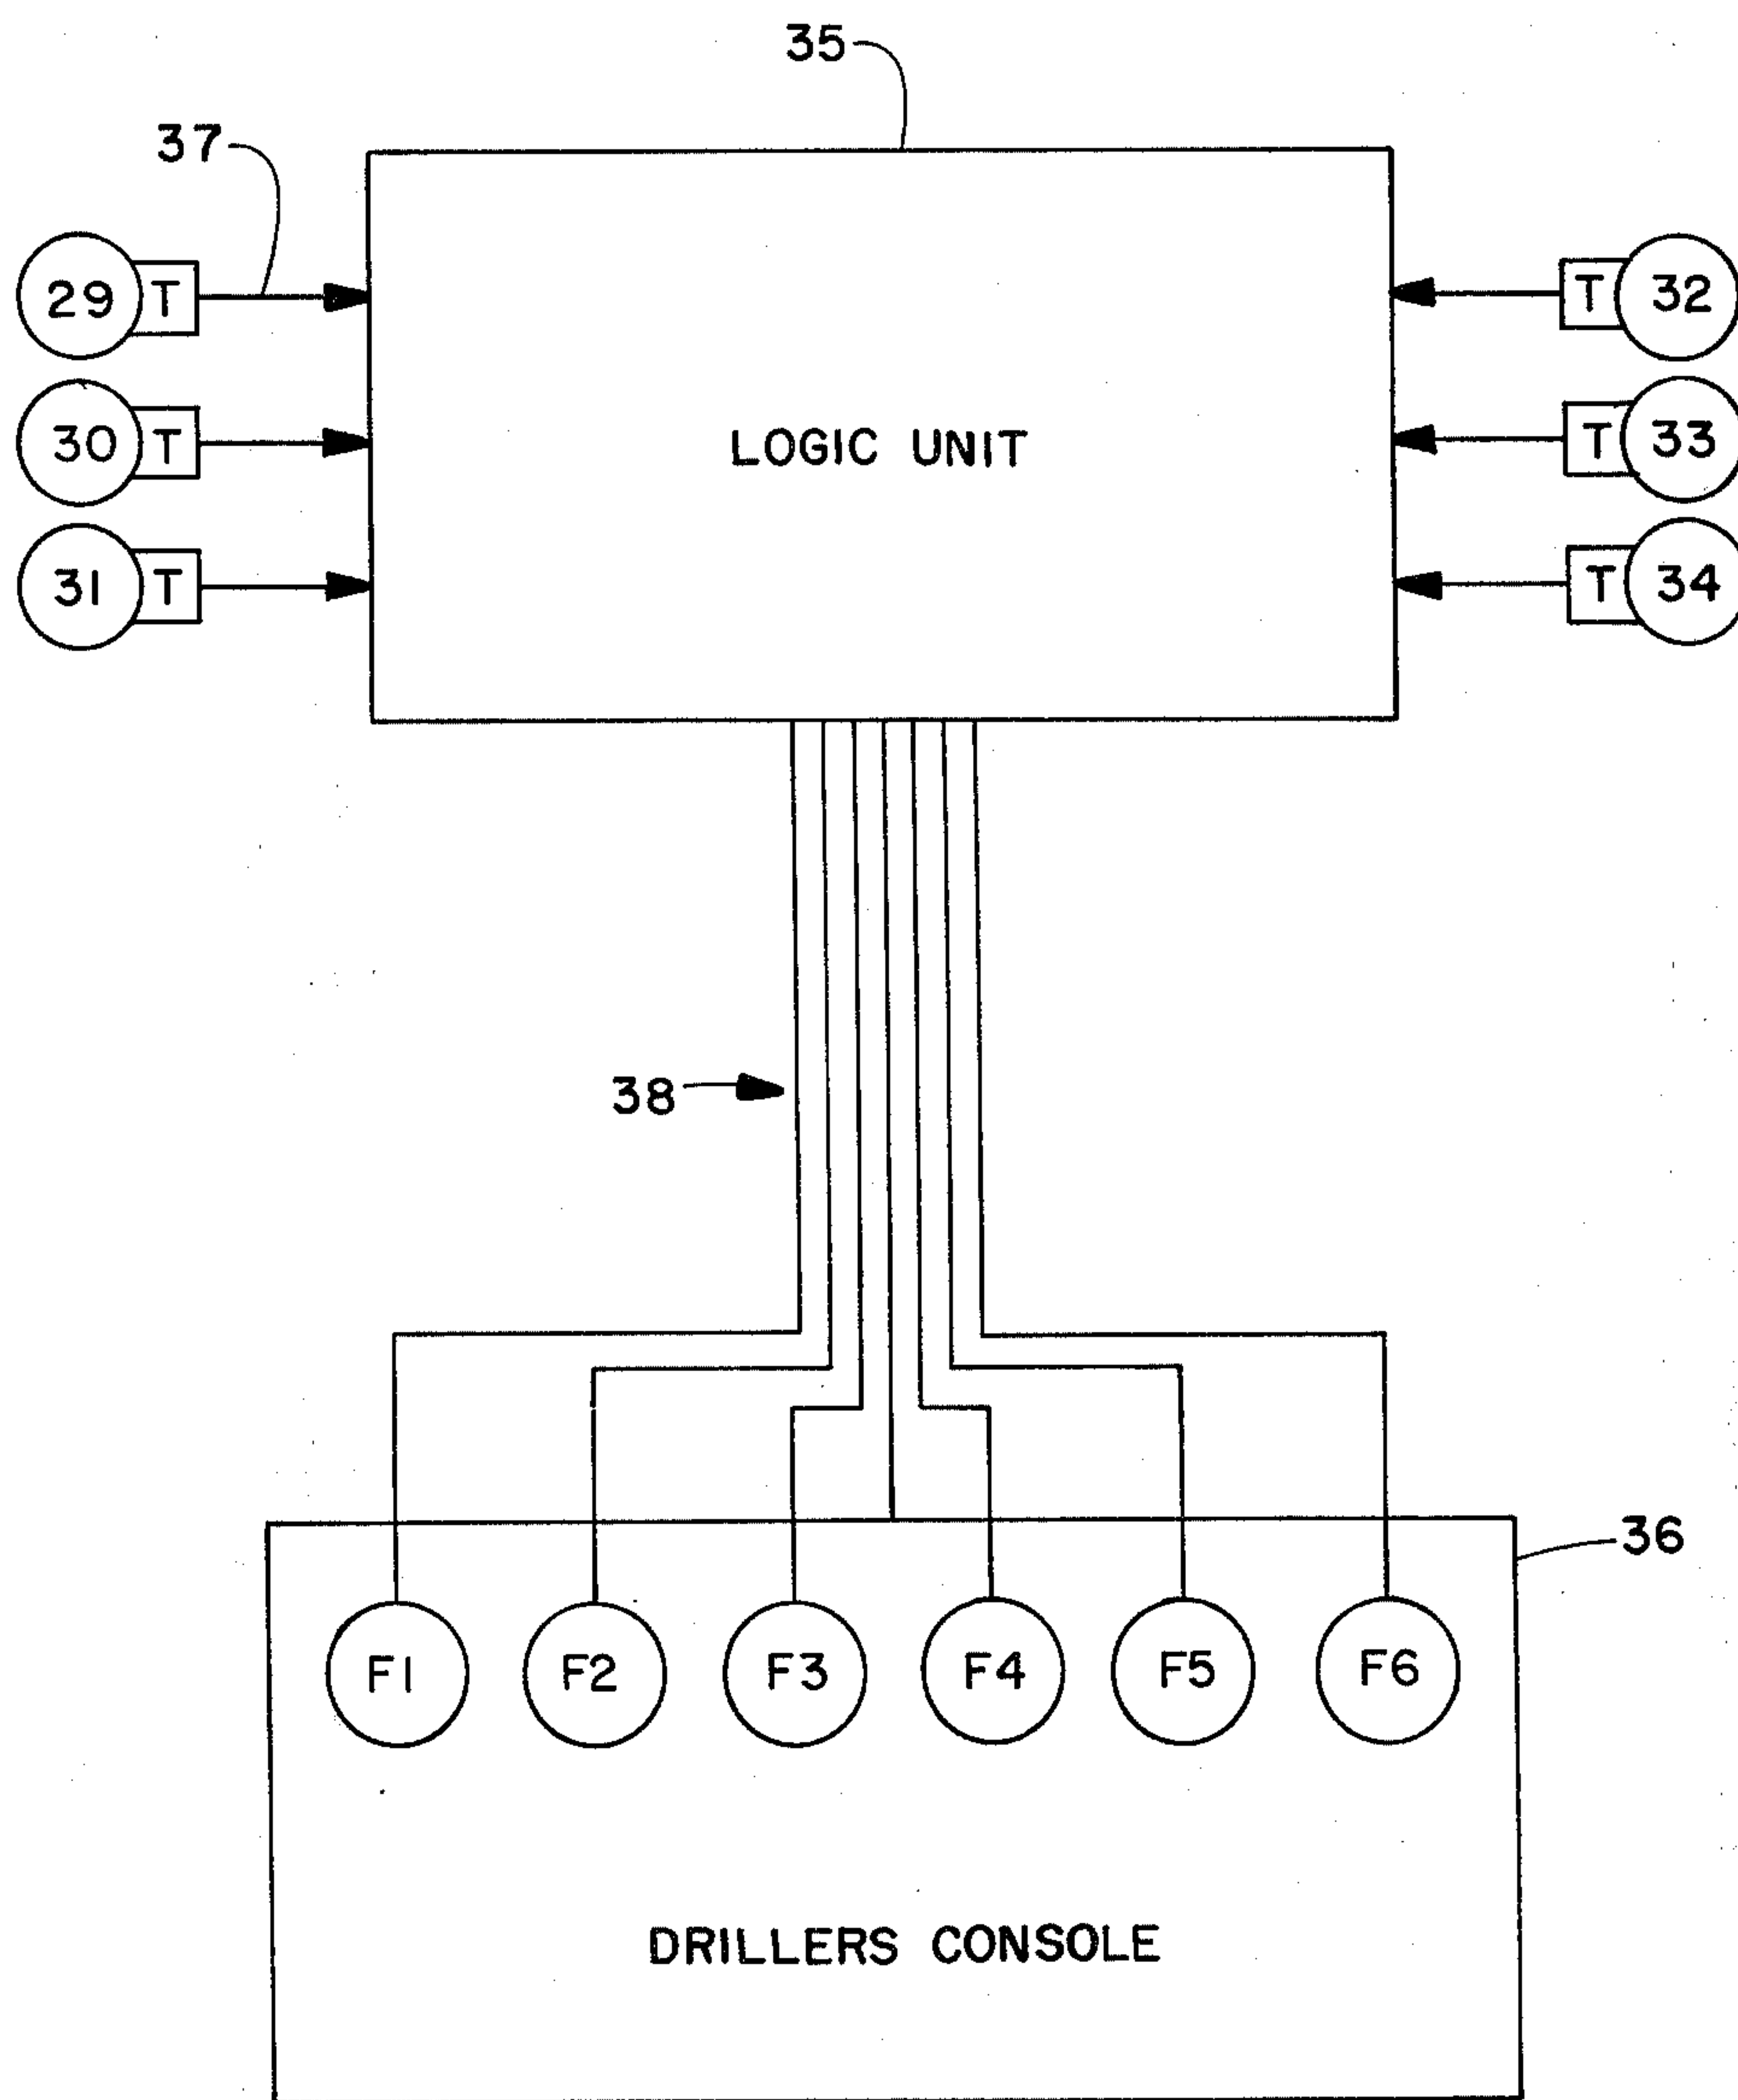 35
37
29 T
T 32
30 T
LOGIC UNIT
T 33
31 T
T 34
38
36
F1 F2 F3 F4 F5 F6
DRILLERS CONSOLE